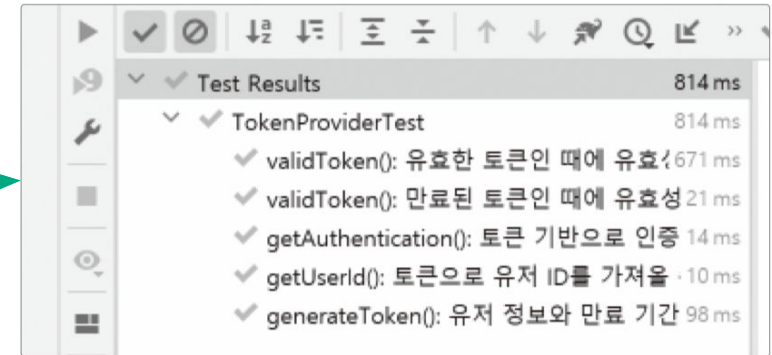 Test Results 814 ms
TokenProviderTest 814 ms
validToken(): 유효한 토큰인 때에 671 ms
validToken(): 만료된 토큰인 때에 유효성 21 ms
getAuthentication(): 토큰 기반으로 인증 14 ms
getUserId(): 토큰으로 유저 ID를 가져올 10 ms
generateToken(): 유저 정보와 만료 기간 98 ms